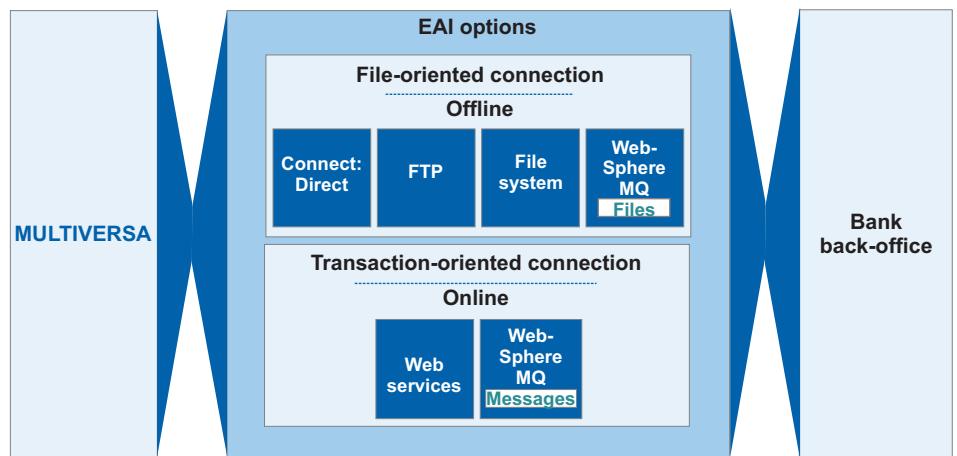 EAI options
File-oriented connection
Offline
Connect:
Direct
FTP
File
system
Web-
Sphere
MQ
Files
MULTIVERSA
Bank
back-office
Transaction-oriented connection
Online
Web
services
Web-
Sphere
MQ
Messages